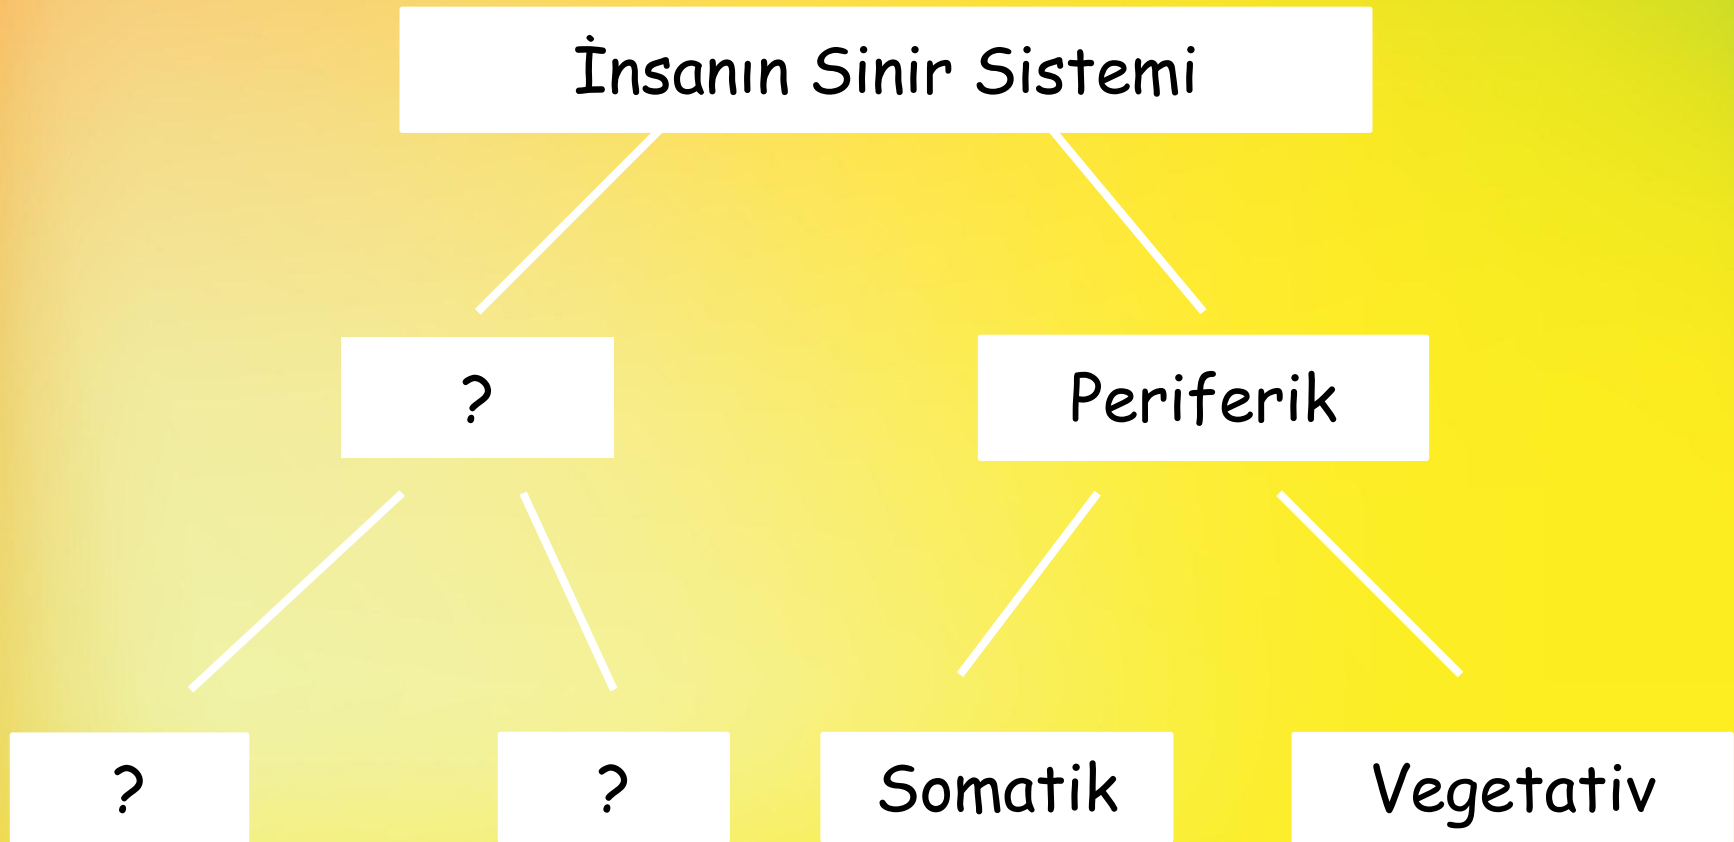 İnsanın Sinir Sistemi
?
Periferik
?
?
Somatik
Vegetativ